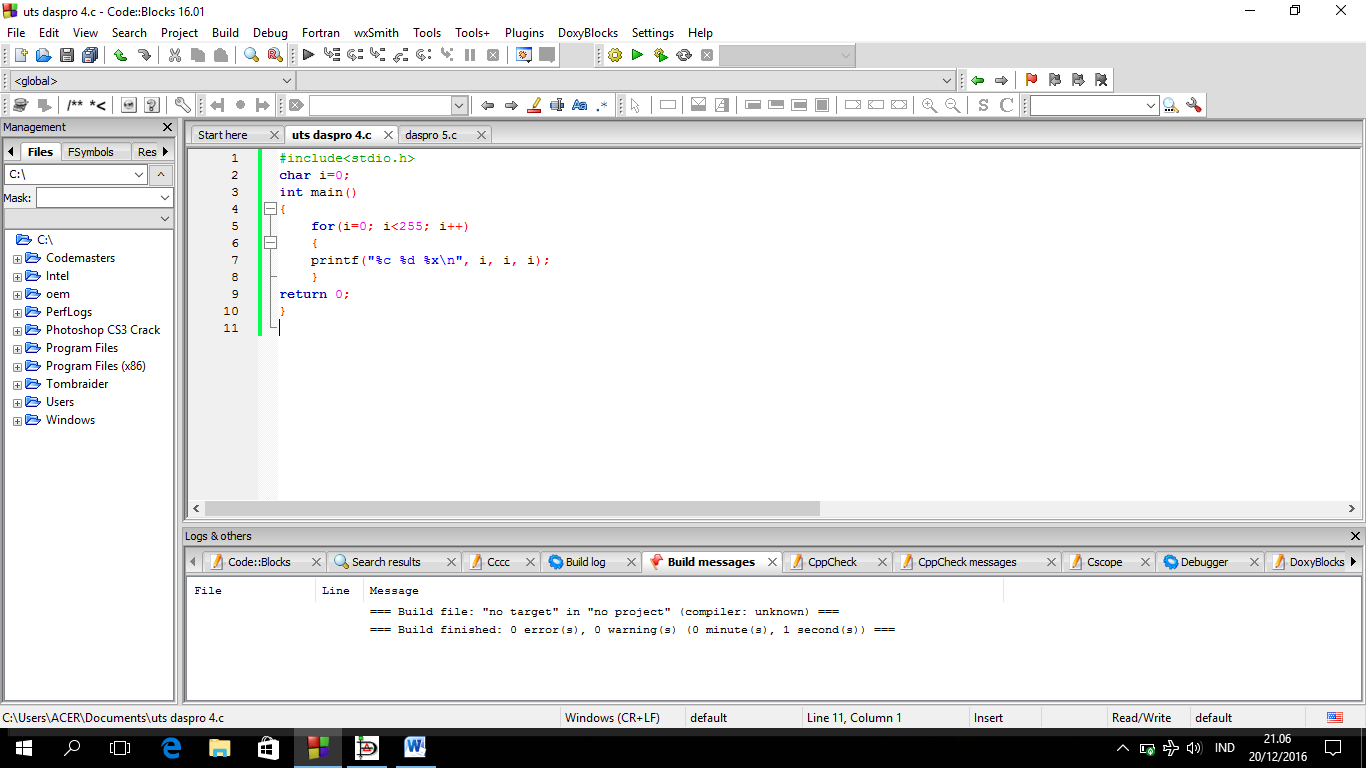 uts daspro 4.c - Code::Blocks 16.01
File Edit View Search Project Build Debug Fortran wxSmith Tools Tools+ Plugins DoxyBlocks Settings Help
<global>
/** *< Aa .* S C
Management
Files FSymbols Res
C:\
Mask:
C:\
Codemasters
Intel
oem
PerfLogs
Photoshop CS3 Crack
Program Files
Program Files (x86)
Tombraider
Users
Windows
Start here uts daspro 4.c daspro 5.c
1 #include<stdio.h>
2 char i=0;
3 int main()
4 {
5 for(i=0; i<255; i++)
6 {
7 printf("%c %d %x\n", i, i, i);
8 }
9 return 0;
10 }
11
Logs & others
Code::Blocks Search results Cccc Build log Build messages CppCheck CppCheck messages Cscope Debugger DoxyBlocks
File Line Message
=== Build file: "no target" in "no project" (compiler: unknown) ===
=== Build finished: 0 error(s), 0 warning(s) (0 minute(s), 1 second(s)) ===
C:\Users\ACER\Documents\uts daspro 4.c Windows (CR+LF) default Line 11, Column 1 Insert Read/Write default
IND 21.06
20/12/2016